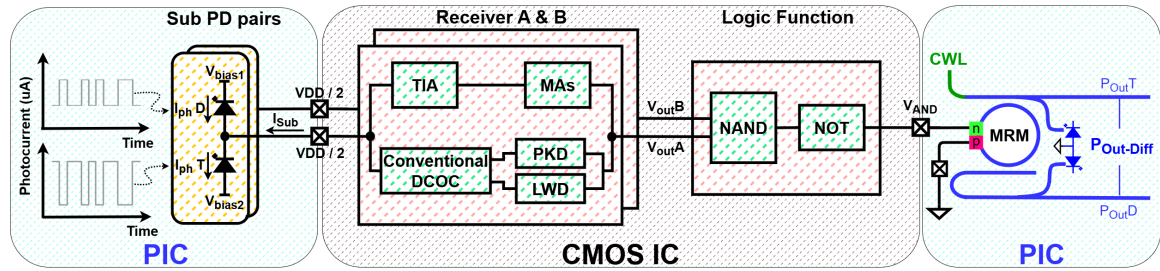 Sub PD pairs
Receiver A & B
Logic Function
Photocurrent (uA)
Time
Time
Vbias1
Iph D
Iph T
Vbias2
VDD / 2
ISub
VDD / 2
TIA
MAs
Conventional
DCOC
PKD
LWD
VoutB
VoutA
NAND
NOT
VAND
CWL
POutT
n
p
MRM
POut-Diff
POutD
PIC
CMOS IC
PIC